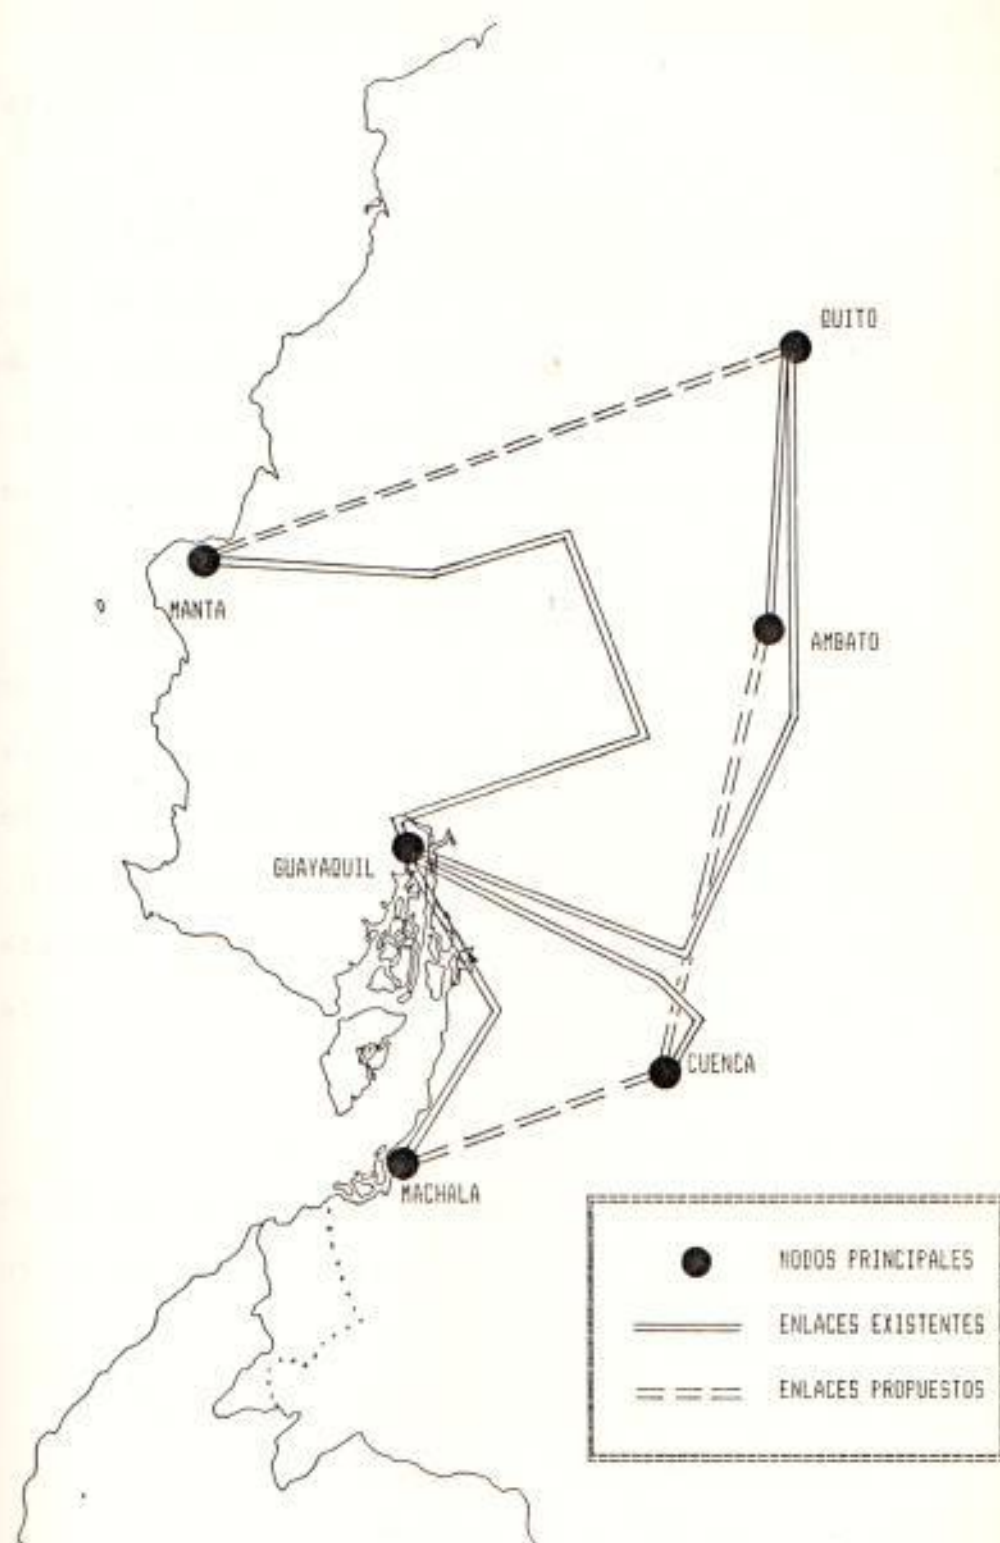 QUITO
MANTA
AMBATO
GUAYAQUIL
CUENCA
MACHALA
NODOS PRINCIPALES
ENLACES EXISTENTES
ENLACES PROPUESTOS